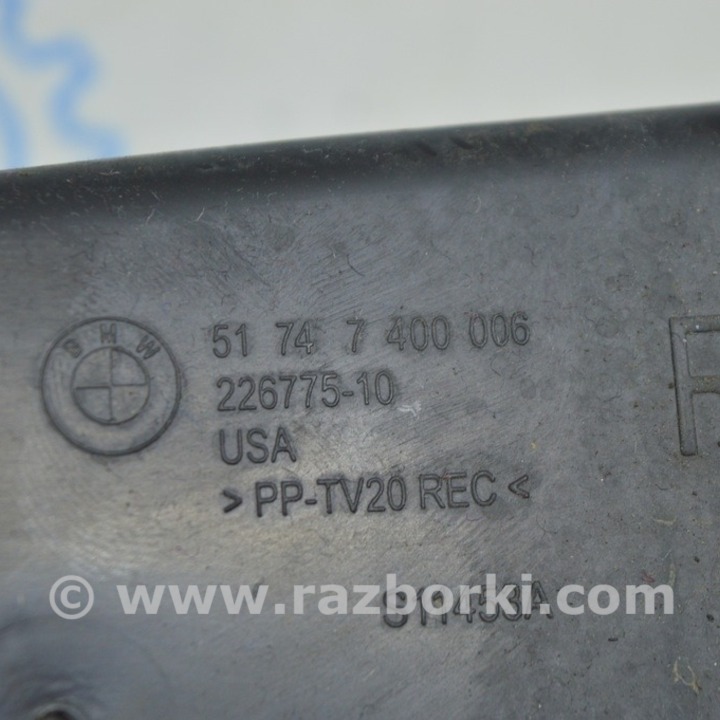 BMW
51 74 7 400 006
226775-10
USA
>PP-TV20 REC<
R
© www.razborki.com